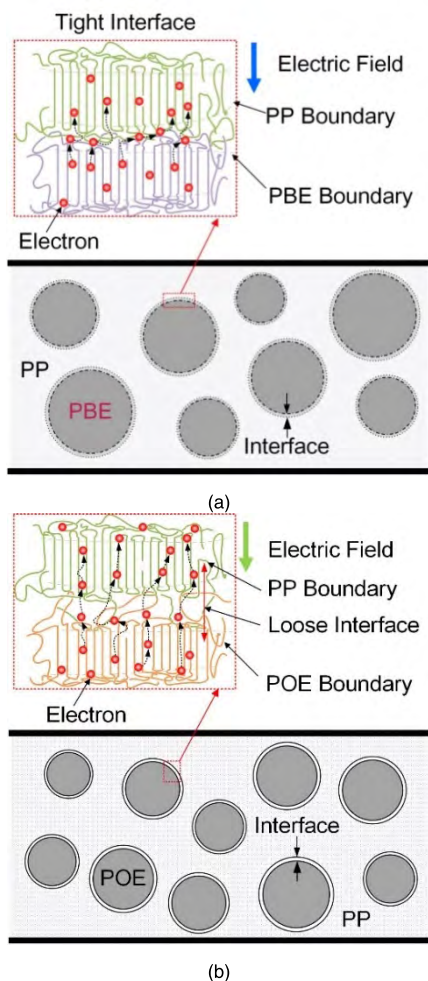 Tight Interface
Electric Field
PP Boundary
PBE Boundary
Electron
PP
PBE
Interface
(a)
Electric Field
PP Boundary
Loose Interface
POE Boundary
Electron
Interface
POE
PP
(b)